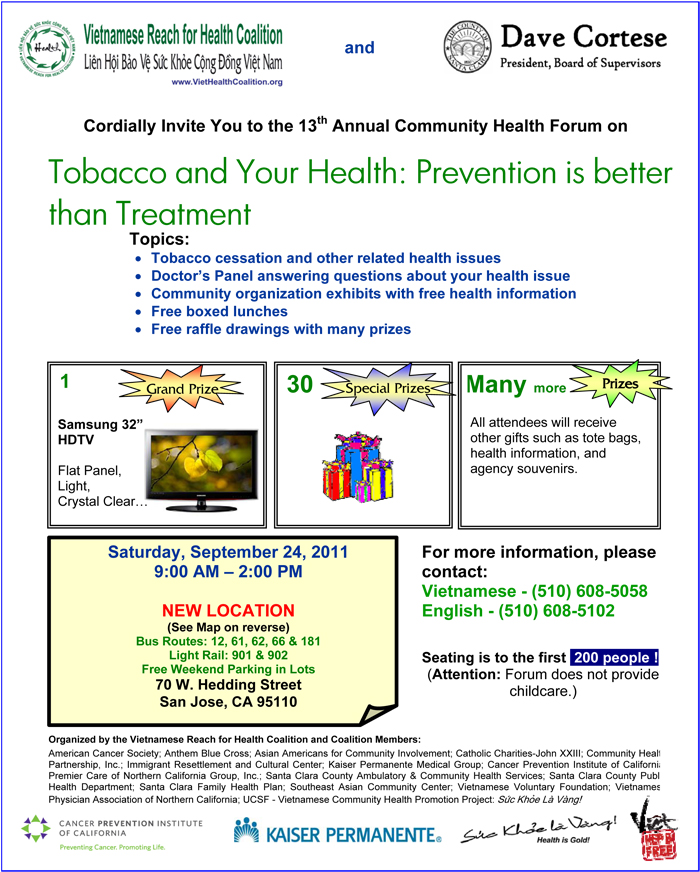 Vietnamese Reach for Health Coalition
Liên Hội Bảo Vệ Sức Khỏe Cộng Đồng Việt Nam
www.VietHealthCoalition.org
Health
and
Dave Cortese
President, Board of Supervisors
THE COUNTY OF
SANTA CLARA
Cordially Invite You to the 13th Annual Community Health Forum on
Tobacco and Your Health: Prevention is better
than Treatment
Topics:
• Tobacco cessation and other related health issues
• Doctor's Panel answering questions about your health issue
• Community organization exhibits with free health information
• Free boxed lunches
• Free raffle drawings with many prizes
1 Grand Prize
Samsung 32”
HDTV
Flat Panel,
Light,
Crystal Clear…
30 Special Prizes
Many more Prizes
All attendees will receive
other gifts such as tote bags,
health information, and
agency souvenirs.
Saturday, September 24, 2011
9:00 AM – 2:00 PM
NEW LOCATION
(See Map on reverse)
Bus Routes: 12, 61, 62, 66 & 181
Light Rail: 901 & 902
Free Weekend Parking in Lots
70 W. Hedding Street
San Jose, CA 95110
For more information, please
contact:
Vietnamese - (510) 608-5058
English - (510) 608-5102
Seating is to the first 200 people !
(Attention: Forum does not provide
childcare.)
Organized by the Vietnamese Reach for Health Coalition and Coalition Members:
American Cancer Society; Anthem Blue Cross; Asian Americans for Community Involvement; Catholic Charities-John XXIII; Community Healt
Partnership, Inc.; Immigrant Resettlement and Cultural Center; Kaiser Permanente Medical Group; Cancer Prevention Institute of California
Premier Care of Northern California Group, Inc.; Santa Clara County Ambulatory & Community Health Services; Santa Clara County Publ
Health Department; Santa Clara Family Health Plan; Southeast Asian Community Center; Vietnamese Voluntary Foundation; Vietnames
Physician Association of Northern California; UCSF - Vietnamese Community Health Promotion Project: Sức Khỏe Là Vàng!
CANCER PREVENTION INSTITUTE
OF CALIFORNIA
Preventing Cancer. Promoting Life.
KAISER PERMANENTE®
Sức Khỏe Là Vàng!
Health is Gold!
Việt
HEP B
FREE